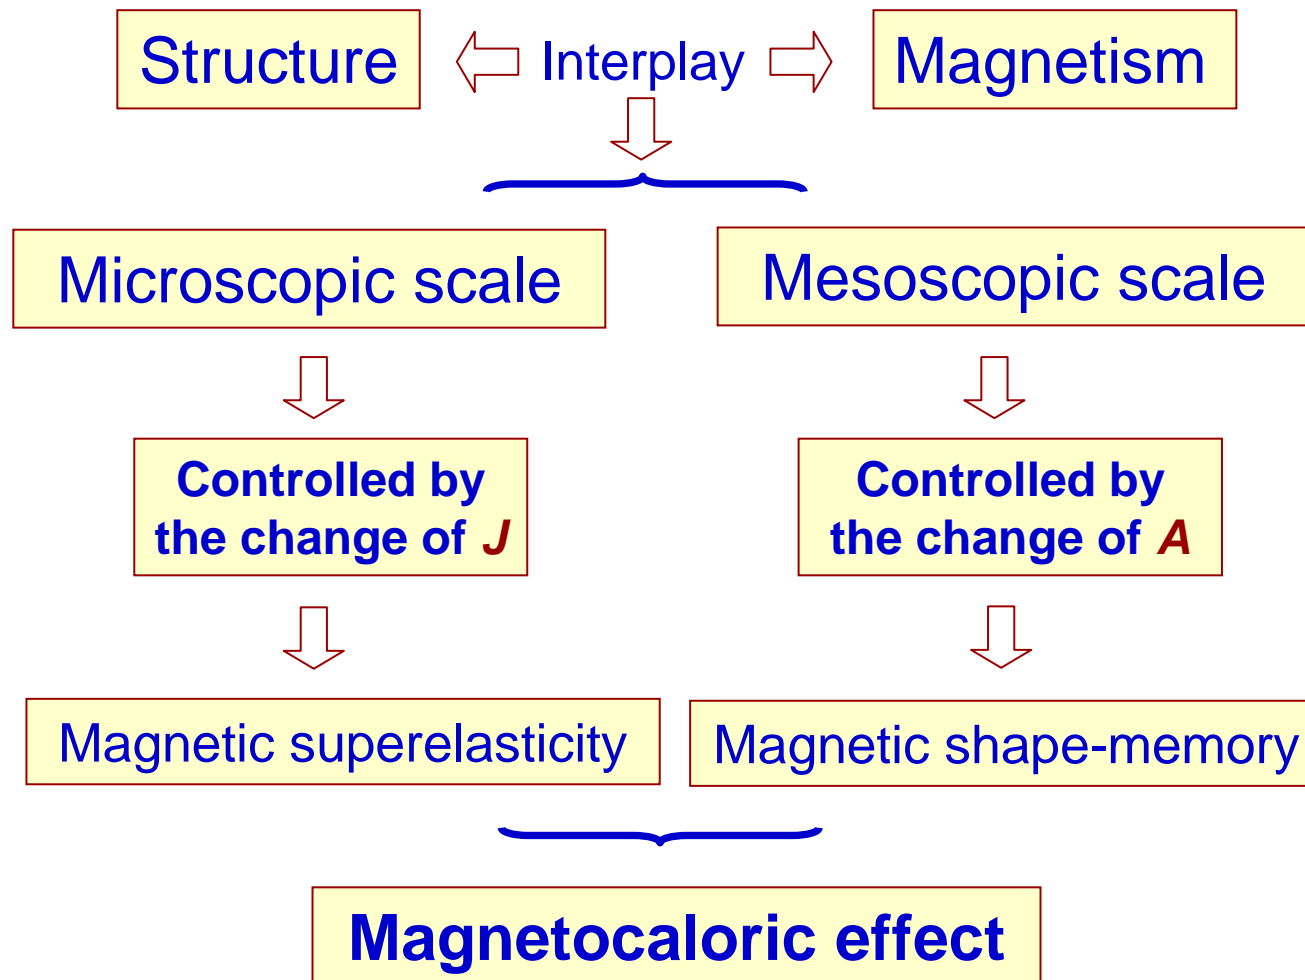 Structure Interplay Magnetism
Microscopic scale
Mesoscopic scale
Controlled by
the change of J
Controlled by
the change of A
Magnetic superelasticity
Magnetic shape-memory
Magnetocaloric effect